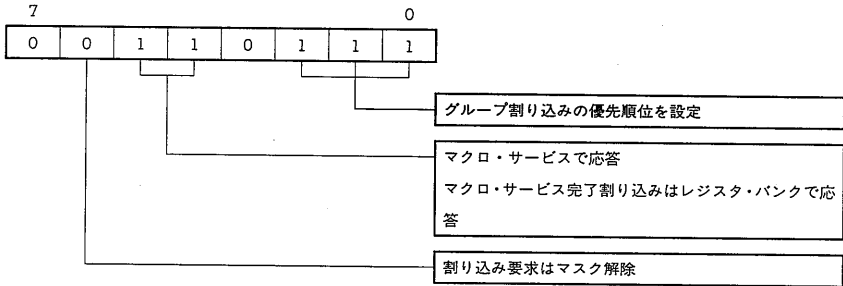 7 0
0 0 1 1 0 1 1 1
グループ割り込みの優先順位を設定
マクロ・サービスで応答
マクロ・サービス完了割り込みはレジスタ・バンクで応
答
割り込み要求はマスク解除